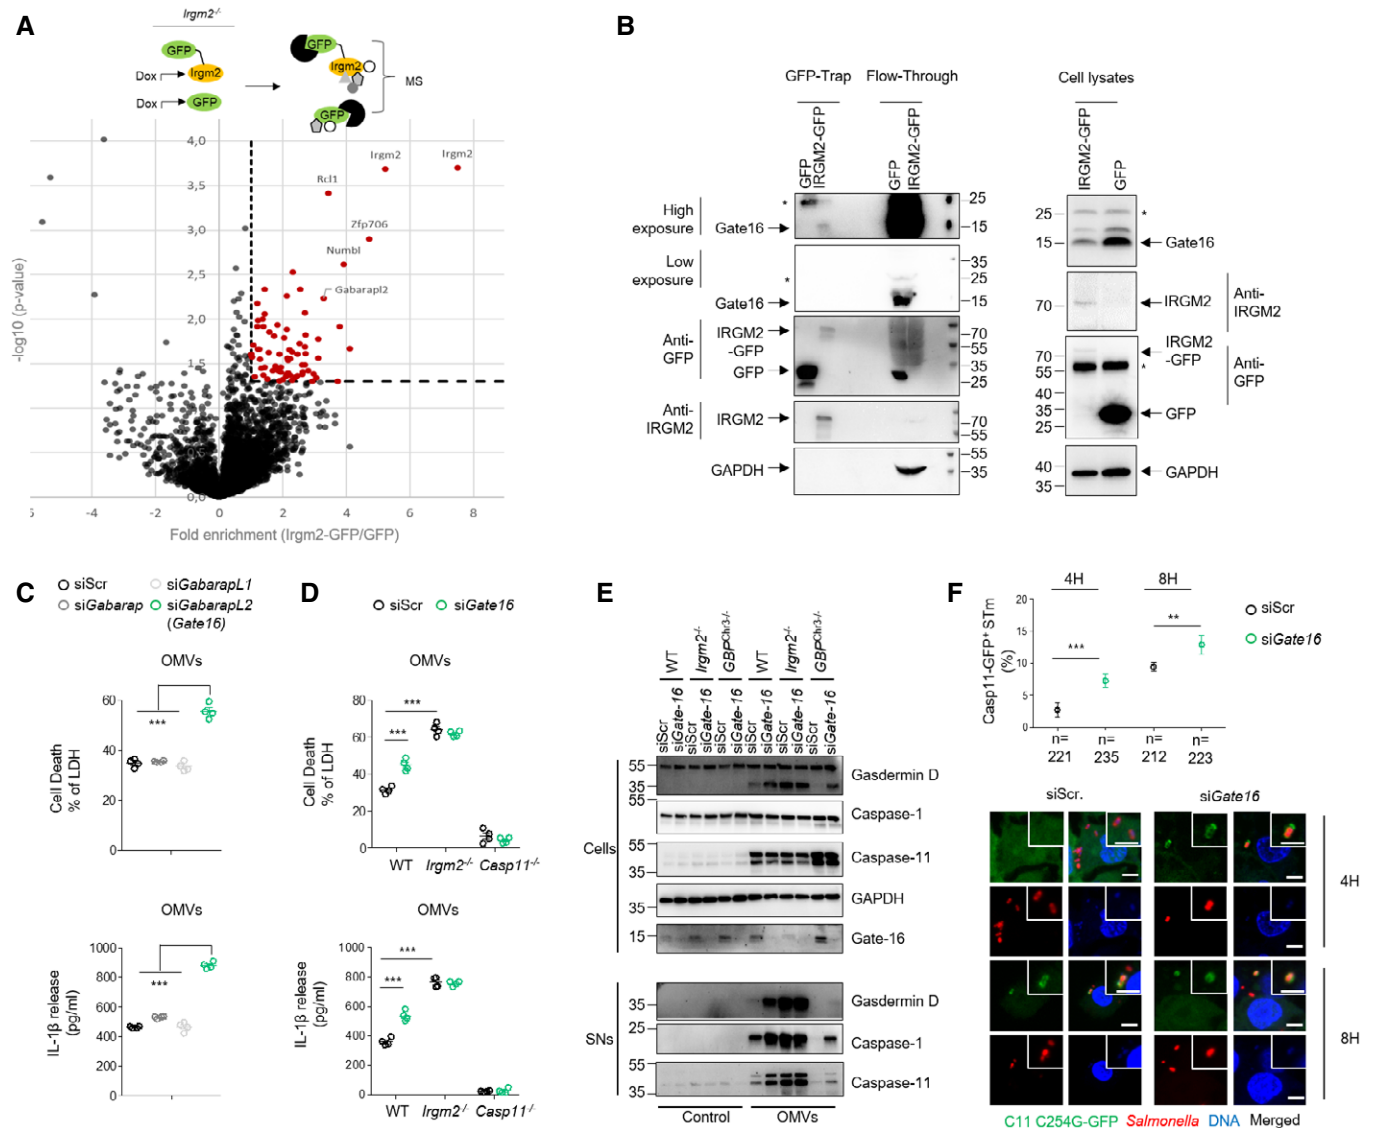 A
Irgm2-/-
GFP
Dox
Irgm2
Dox
GFP
GFP
Irgm2
GFP
MS
4,0
3,5
3,0
2,5
2,0
1,5
0,0
-log10 (p-value)
Irgm2
Irgm2
Rcl1
Zfp706
Numbl
Gabarapl2
-4
-2
0
2
4
6
8
Fold enrichment (Irgm2-GFP/GFP)
B
GFP-Trap
Flow-Through
Cell lysates
GFP
IRGM2-GFP
GFP
IRGM2-GFP
IRGM2-GFP
GFP
High exposure
*
Gate16
25
15
Low exposure
*
Gate16
35
25
15
Anti-GFP
IRGM2-GFP
GFP
70
55
35
25
Anti-IRGM2
IRGM2
70
55
GAPDH
55
35
25
15
*
Gate16
70
IRGM2
Anti-IRGM2
70
55
40
35
25
IRGM2-GFP
*
GFP
Anti-GFP
40
35
GAPDH
C
siScr
siGabarapL1
siGabarap
siGabarapL2
(Gate16)
OMVs
Cell Death
% of LDH
60
40
20
0
***
OMVs
IL-1β release
(pg/ml)
1000
800
600
400
200
0
***
D
siScr
siGate16
OMVs
Cell Death
% of LDH
80
60
40
20
0
***
***
WT
Irgm2-/-
Casp11-/-
OMVs
IL-1β release
(pg/ml)
1000
800
600
400
200
0
***
***
WT
Irgm2-/-
Casp11-/-
E
WT
Irgm2-/-
GBPChr3-/-
WT
Irgm2-/-
GBPChr3-/-
siScr
siGate-16
siScr
siGate-16
siScr
siGate-16
siScr
siGate-16
siScr
siGate-16
siScr
siGate-16
Cells
55
35
Gasdermin D
55
Caspase-1
55
35
Caspase-11
35
GAPDH
15
Gate-16
SNs
35
Gasdermin D
25
Caspase-1
55
35
Caspase-11
Control
OMVs
F
4H
8H
Casp11-GFP+ STm
(%)
20
15
10
5
0
***
**
siScr
siGate16
n=
221
n=
235
n=
212
n=
223
siScr.
siGate16
4H
8H
C11 C254G-GFP Salmonella DNA Merged